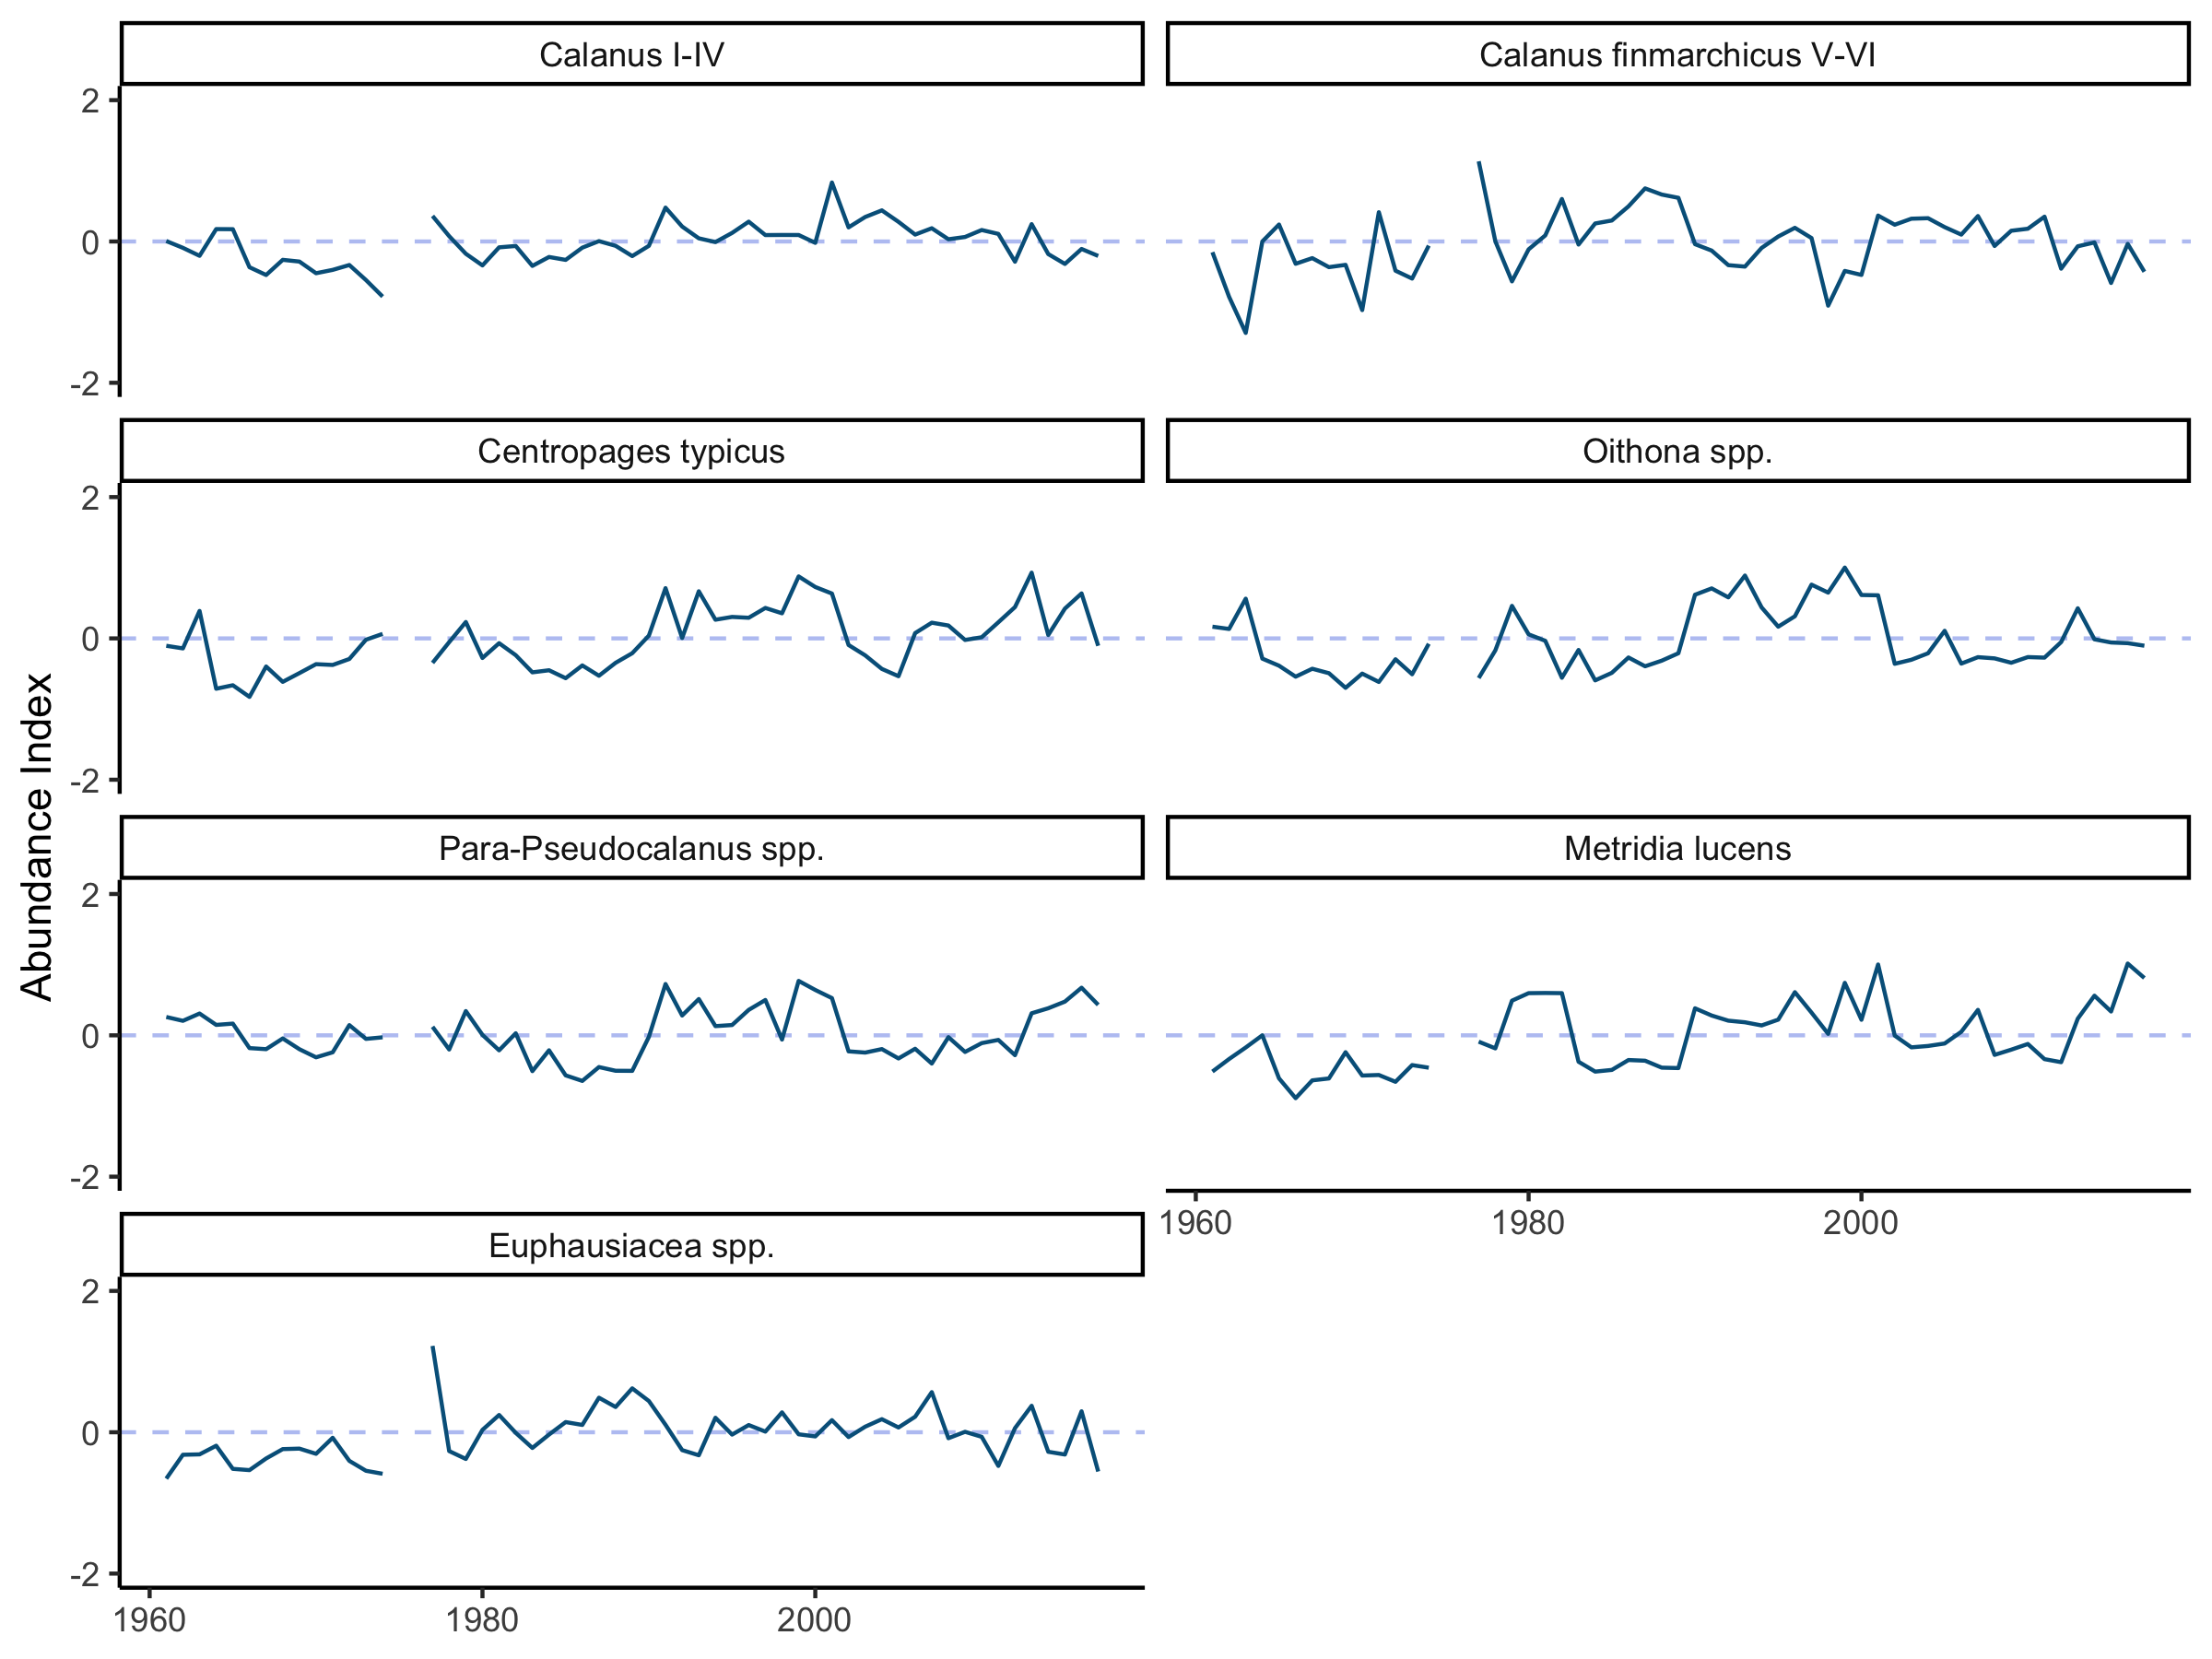 Calanus I-IV
Calanus finmarchicus V-VI
2
0
-2
Centropages typicus
Oithona spp.
2
0
-2
Abundance Index
Para-Pseudocalanus spp.
Metridia lucens
2
0
-2
1960 1980 2000
Euphausiacea spp.
2
0
-2
1960 1980 2000